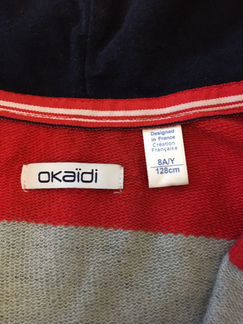 okaïdi
Designed
in France
Création
Française
8A/Y
128cm